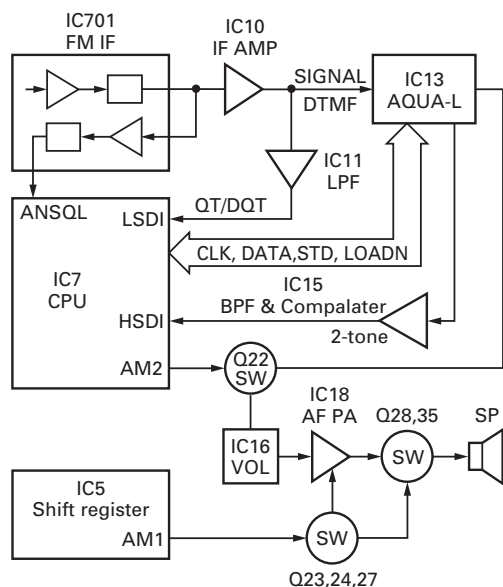 IC701
FM IF
IC10
IF AMP
SIGNAL
DTMF
IC13
AQUA-L
IC11
LPF
ANSQL
LSDI
QT/DQT
CLK, DATA,STD, LOADN
IC7
CPU
IC15
BPF & Compalater
HSDI
2-tone
AM2
Q22
SW
IC18
AF PA
Q28,35
SP
IC16
VOL
SW
IC5
Shift register
AM1
SW
Q23,24,27